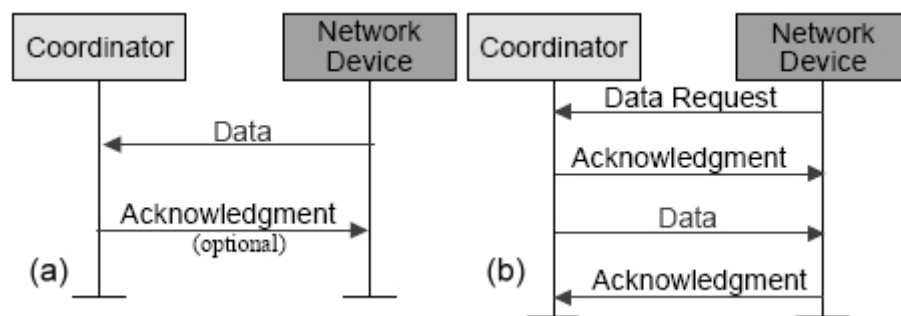 Coordinator
Network
Device
Data
Acknowledgment
(optional)
(a)
Coordinator
Network
Device
Data Request
Acknowledgment
Data
Acknowledgment
(b)